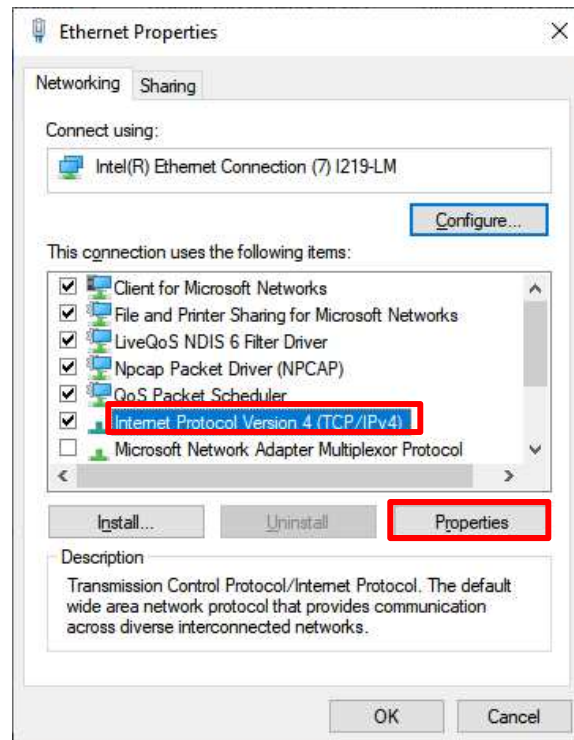 Ethernet Properties
Networking Sharing
Connect using:
Intel(R) Ethernet Connection (7) I219-LM
Configure...
This connection uses the following items:
Client for Microsoft Networks
File and Printer Sharing for Microsoft Networks
LiveQoS NDIS 6 Filter Driver
Npcap Packet Driver (NPCAP)
QoS Packet Scheduler
Internet Protocol Version 4 (TCP/IPv4)
Microsoft Network Adapter Multiplexor Protocol
Install... Uninstall Properties
Description
Transmission Control Protocol/Internet Protocol. The default
wide area network protocol that provides communication
across diverse interconnected networks.
OK Cancel